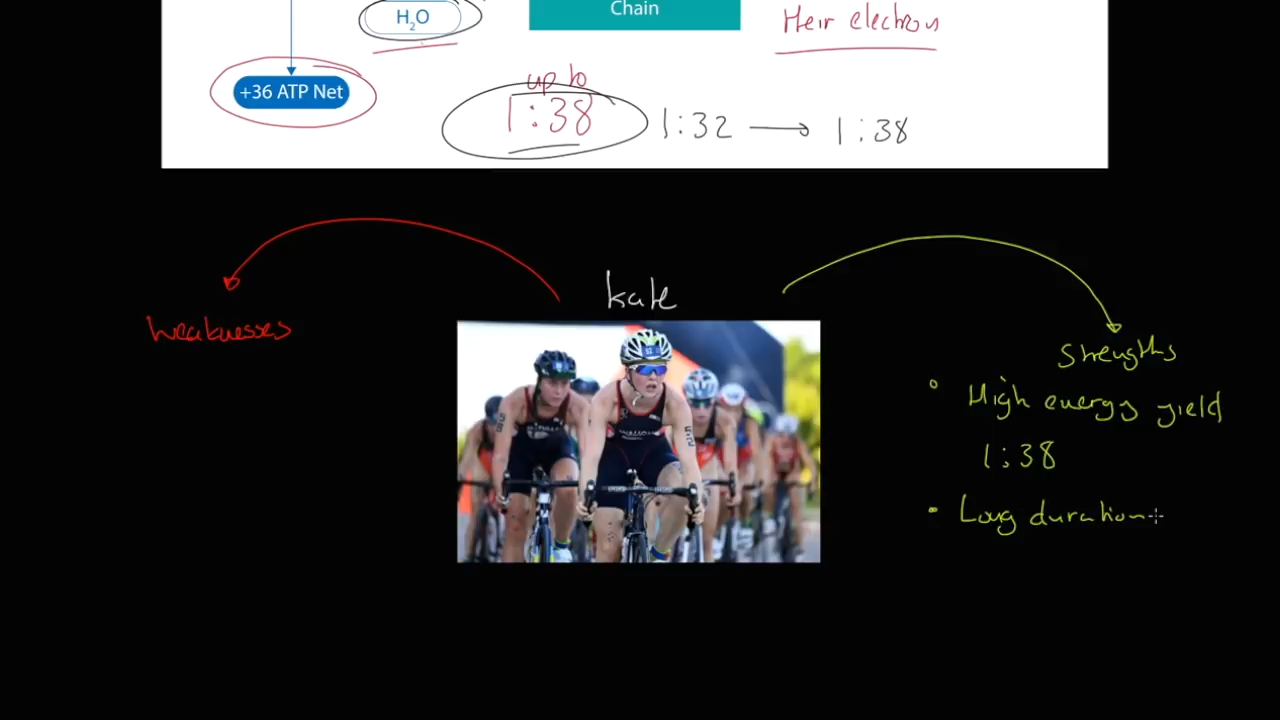 H₂O
Chain
Their electron
+36 ATP Net
up to
1:38
1:32 → 1:38
Kate
weaknesses
Strengths
• High energy yield
1:38
• Long duration